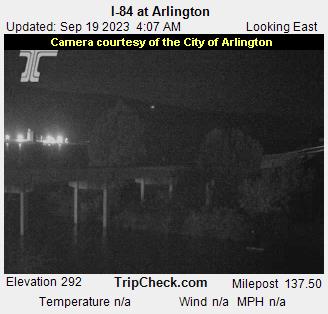 I-84 at Arlington
Updated: Sep 19 2023 4:15 AM Looking East
Camera courtesy of the City of Arlington
Elevation 292 TripCheck.com Milepost 137.50
Temperature n/a Wind n/a MPH n/a